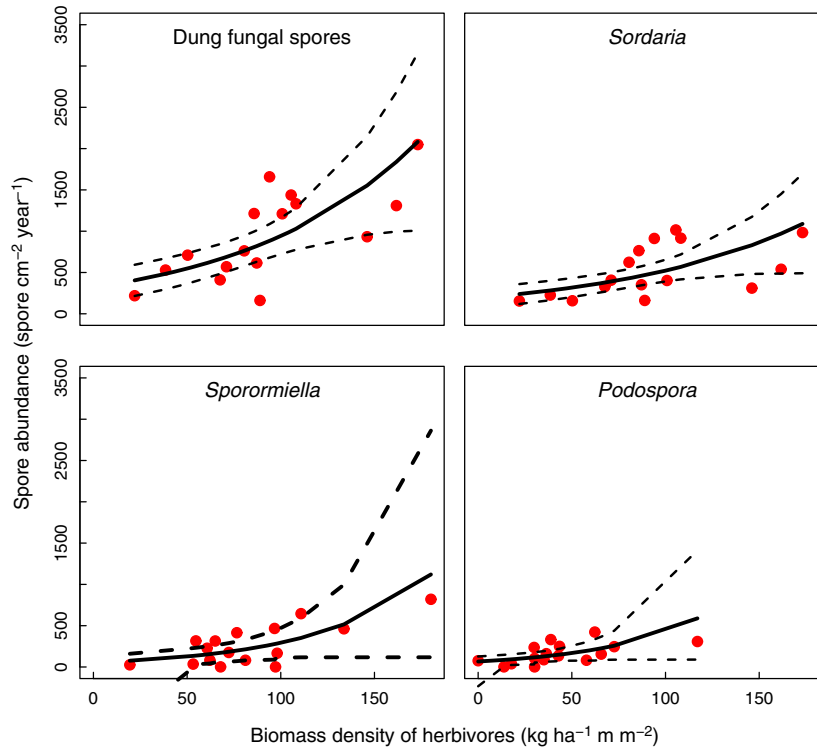 Dung fungal spores
Sordaria
3500
2500
1500
500
0
Sporormiella
Podospora
3500
2500
1500
500
0
0 50 100 150
0 50 100 150
Spore abundance (spore cm⁻² year⁻¹)
Biomass density of herbivores (kg ha⁻¹ m m⁻²)